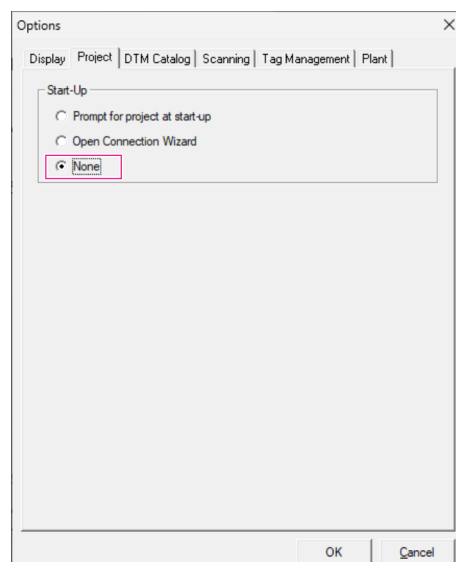 Options
Display Project DTM Catalog Scanning Tag Management Plant
Start-Up
Prompt for project at start-up
Open Connection Wizard
None
OK Cancel